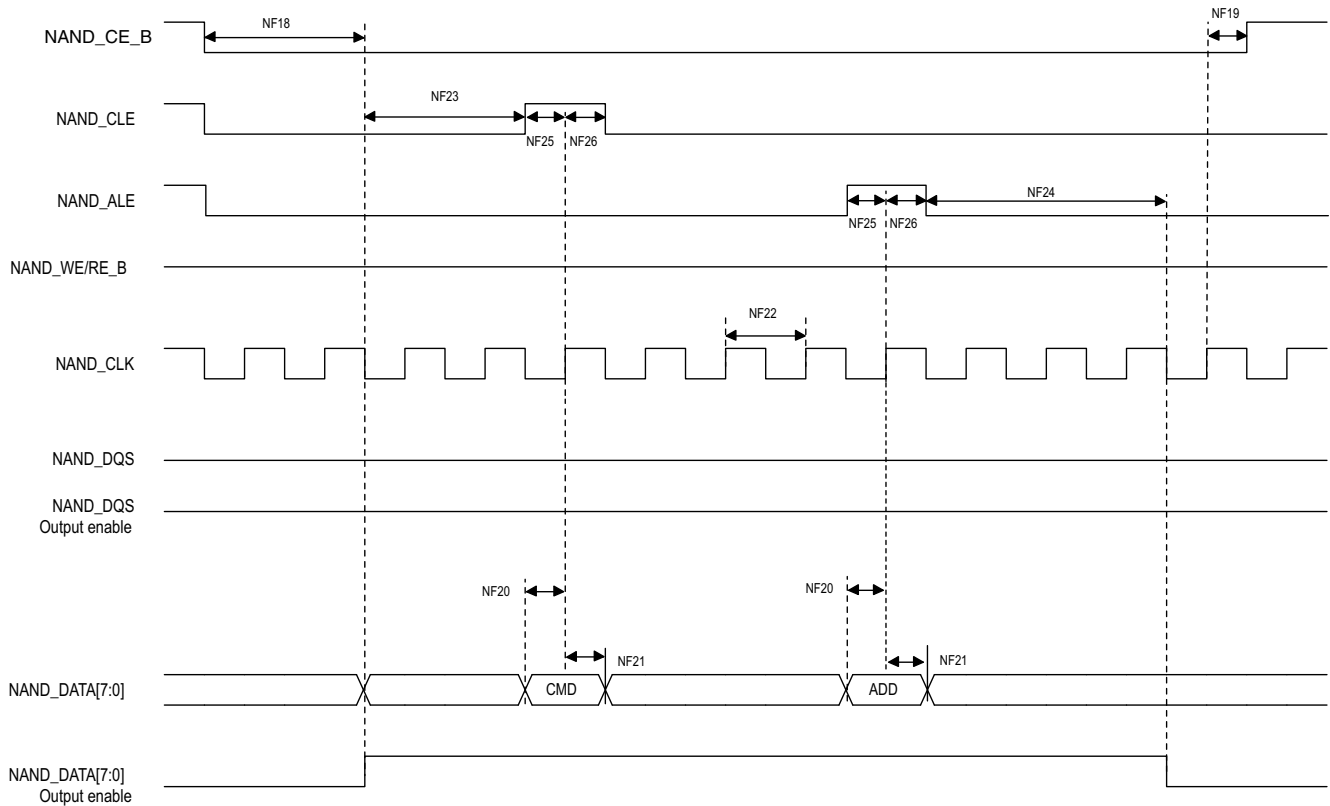 NF18
NF19
NAND_CE_B
NF23
NAND_CLE
NF25
NF26
NAND_ALE
NF24
NF25
NF26
NAND_WE/RE_B
NF22
NAND_CLK
NAND_DQS
NAND_DQS
Output enable
NF20
NF20
NF21
NF21
NAND_DATA[7:0]
CMD
ADD
NAND_DATA[7:0]
Output enable